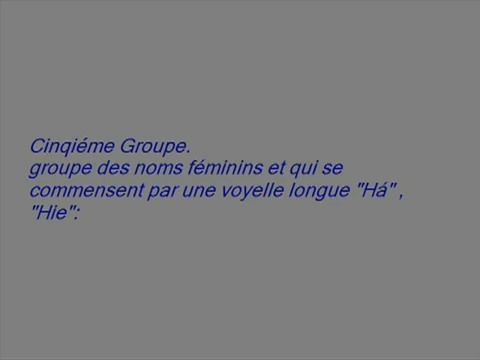 Cinqiéme Groupe.
groupe des noms féminins et qui se
commensent par une voyelle longue "Há" ,
"Hie":